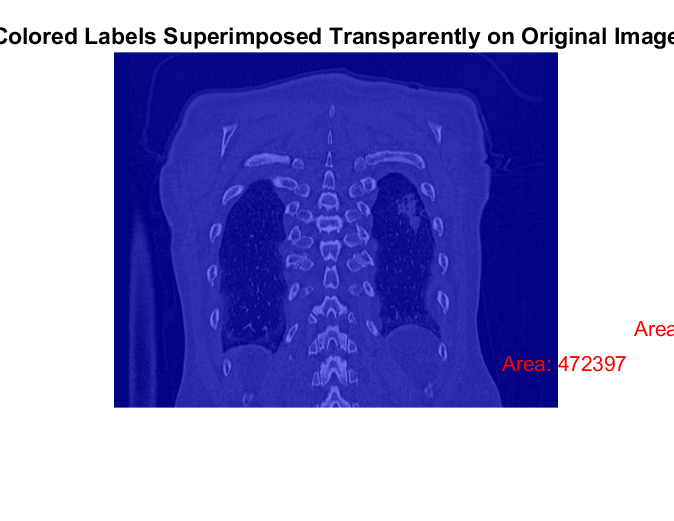 Colored Labels Superimposed Transparently on Original Image
Area
Area: 472397